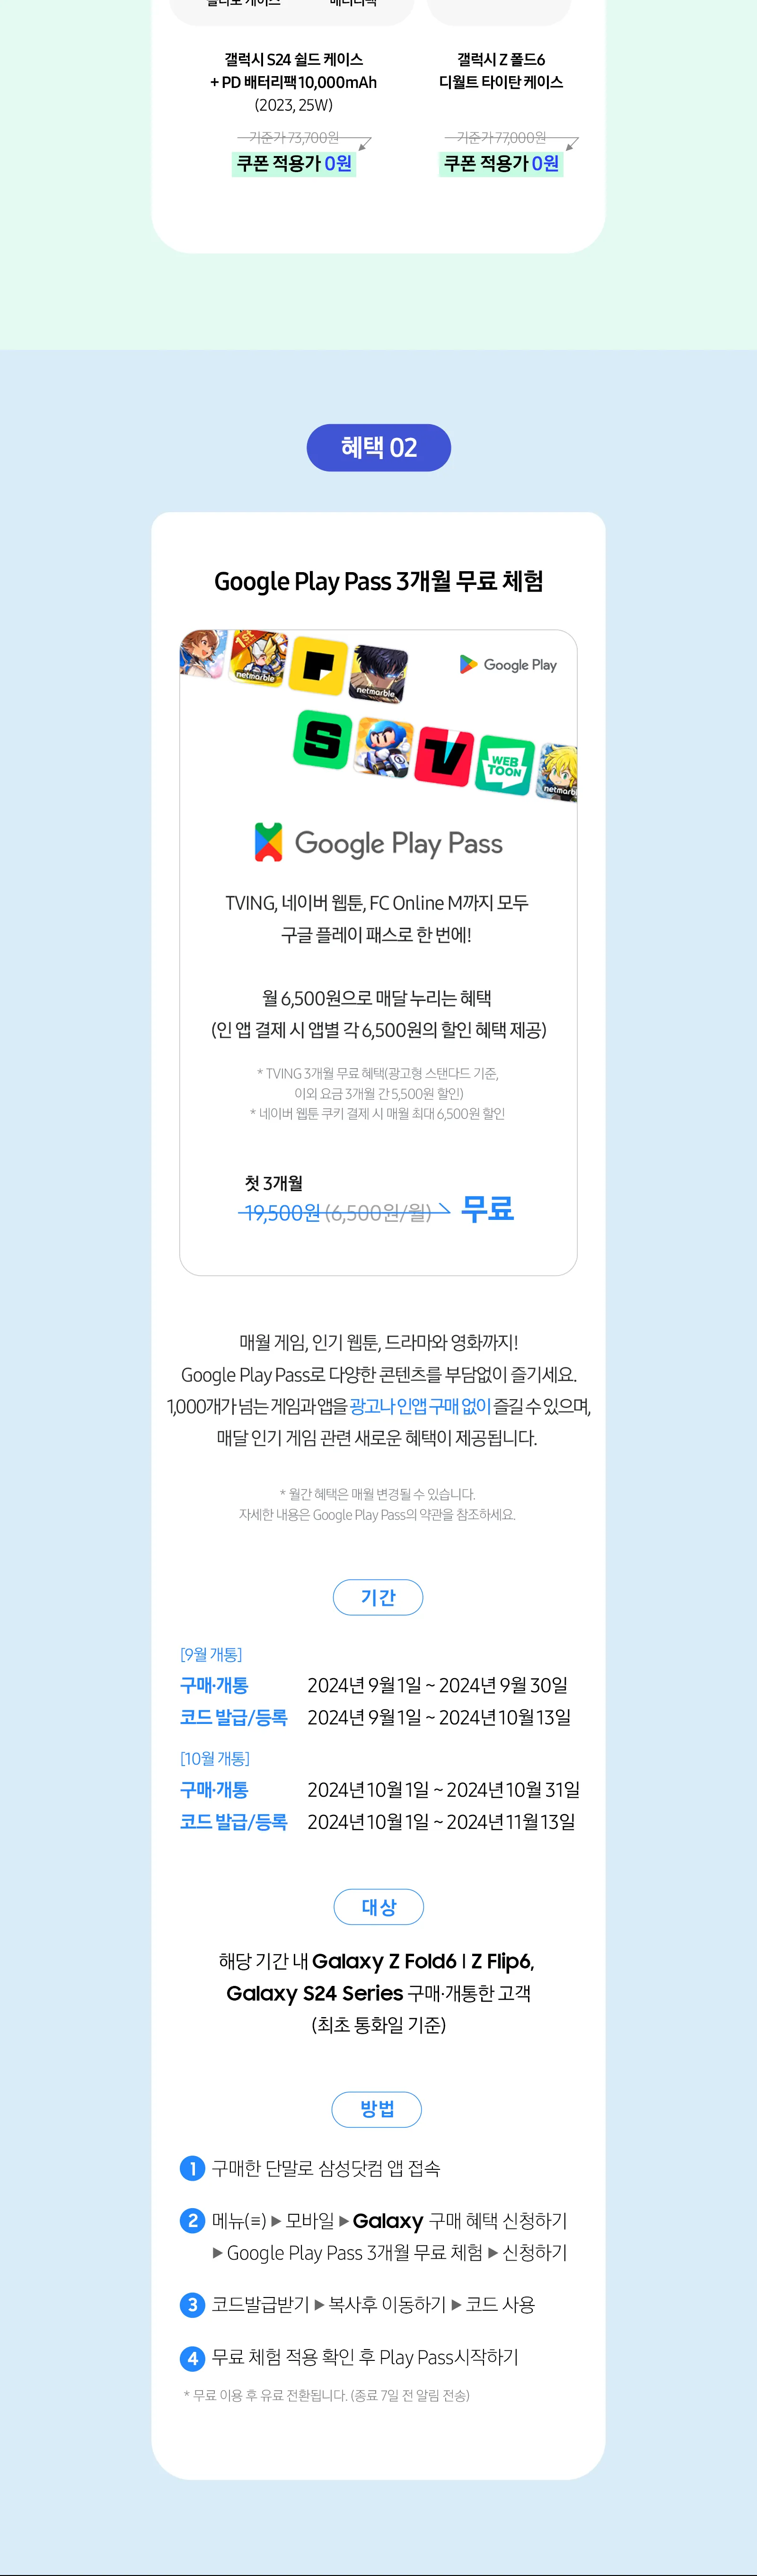 콜라보 케이스
배터리팩
갤럭시 S24 쉴드 케이스
+ PD 배터리팩 10,000mAh
(2023, 25W)
기준가 73,700원
쿠폰 적용가 0원
갤럭시 Z 폴드6
디월트 타이탄 케이스
기준가 77,000원
쿠폰 적용가 0원
혜택 02
Google Play Pass 3개월 무료 체험
1st
netmarble
netmarble
Google Play
S
V
WEB
TOON
netmarble
Google Play Pass
TVING, 네이버 웹툰, FC Online M까지 모두
구글 플레이 패스로 한 번에!
월 6,500원으로 매달 누리는 혜택
(인 앱 결제 시 앱별 각 6,500원의 할인 혜택 제공)
* TVING 3개월 무료 혜택(광고형 스탠다드 기준,
이외 요금 3개월 간 5,500원 할인)
* 네이버 웹툰 쿠키 결제 시 매월 최대 6,500원 할인
첫 3개월
19,500원 (6,500원/월) 무료
매월 게임, 인기 웹툰, 드라마와 영화까지!
Google Play Pass로 다양한 콘텐츠를 부담없이 즐기세요.
1,000개가 넘는 게임과 앱을 광고나 인앱 구매 없이 즐길 수 있으며,
매달 인기 게임 관련 새로운 혜택이 제공됩니다.
* 월간 혜택은 매월 변경될 수 있습니다.
자세한 내용은 Google Play Pass의 약관을 참조하세요.
기간
[9월 개통]
구매·개통 2024년 9월 1일 ~ 2024년 9월 30일
코드 발급/등록 2024년 9월 1일 ~ 2024년 10월 13일
[10월 개통]
구매·개통 2024년 10월 1일 ~ 2024년 10월 31일
코드 발급/등록 2024년 10월 1일 ~ 2024년 11월 13일
대상
해당 기간 내 Galaxy Z Fold6 | Z Flip6,
Galaxy S24 Series 구매·개통한 고객
(최초 통화일 기준)
방법
1 구매한 단말로 삼성닷컴 앱 접속
2 메뉴(≡) ▶ 모바일 ▶ Galaxy 구매 혜택 신청하기
▶ Google Play Pass 3개월 무료 체험 ▶ 신청하기
3 코드발급받기 ▶ 복사후 이동하기 ▶ 코드 사용
4 무료 체험 적용 확인 후 Play Pass시작하기
* 무료 이용 후 유료 전환됩니다. (종료 7일 전 알림 전송)